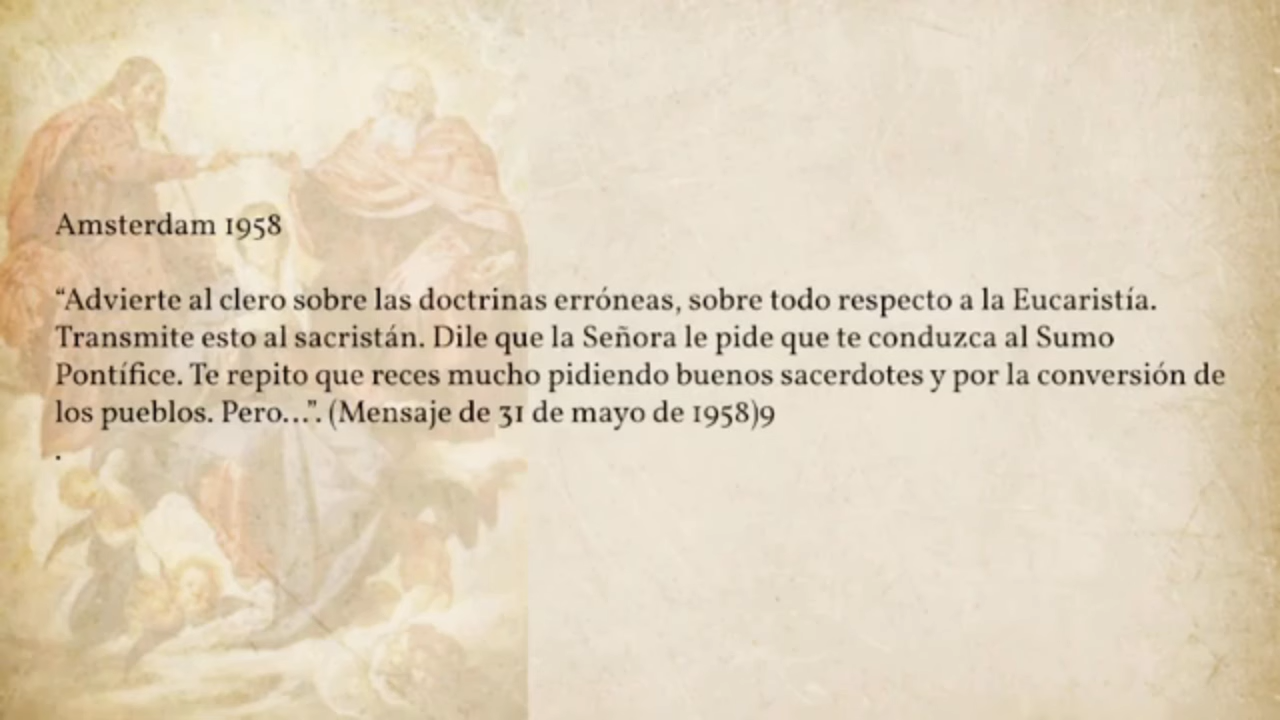 Amsterdam 1958
“Advierte al clero sobre las doctrinas erróneas, sobre todo respecto a la Eucaristía.
Transmite esto al sacristán. Dile que la Señora le pide que te conduzca al Sumo
Pontífice. Te repito que reces mucho pidiendo buenos sacerdotes y por la conversión de
los pueblos. Pero...”. (Mensaje de 31 de mayo de 1958)9
.